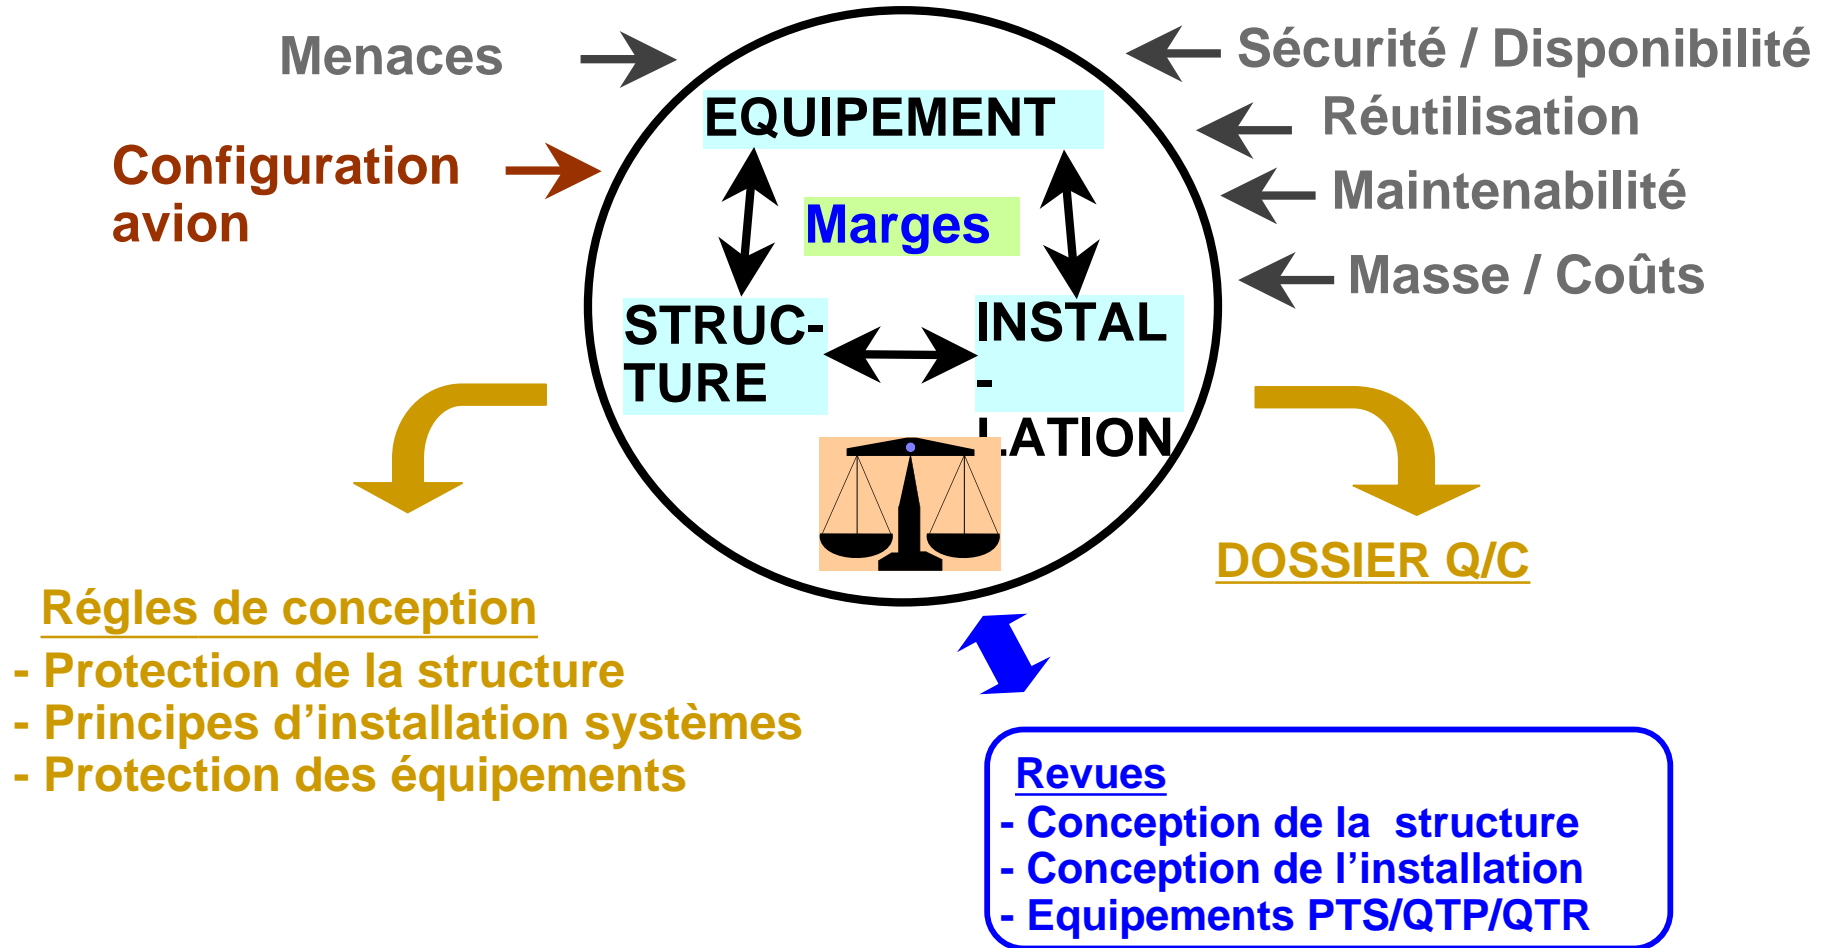 Menaces
Sécurité / Disponibilité
EQUIPEMENT
Réutilisation
Configuration
avion
Maintenabilité
Marges
Masse / Coûts
STRUC-
TURE
INSTAL
-
LATION
DOSSIER Q/C
Régles de conception
- Protection de la structure
- Principes d’installation systèmes
- Protection des équipements
Revues
- Conception de la structure
- Conception de l’installation
- Equipements PTS/QTP/QTR